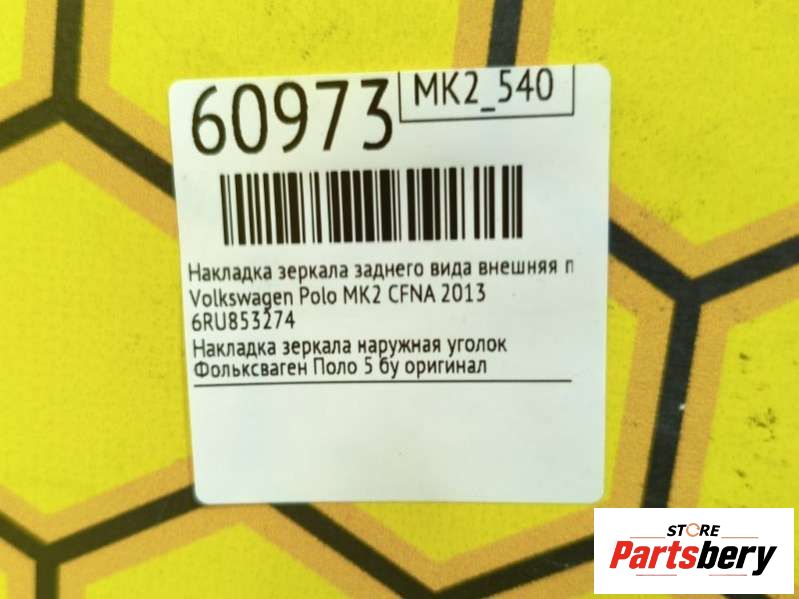 60973
MK2_540
Накладка зеркала заднего вида внешняя п
Volkswagen Polo MK2 CFNA 2013
6RU853274
Накладка зеркала наружная уголок
Фольксваген Поло 5 бу оригинал
STORE
Partsbery